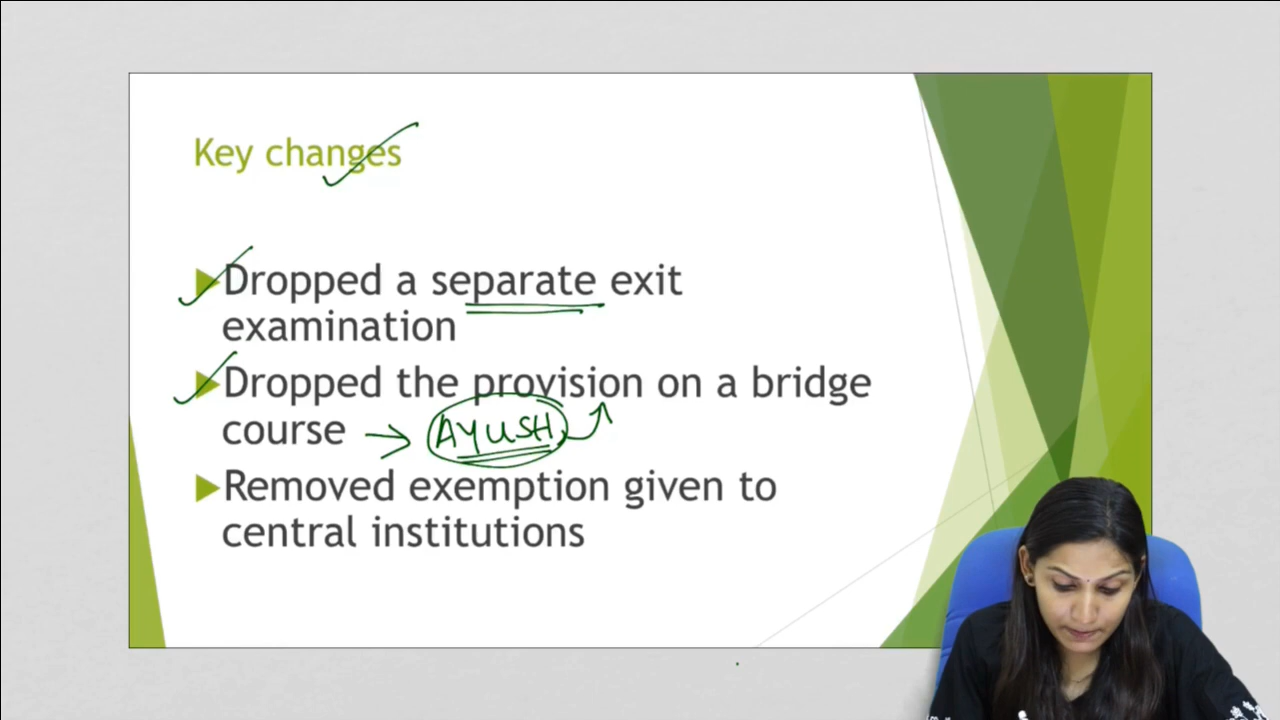 Key changes
Dropped a separate exit
examination
Dropped the provision on a bridge
course → AYUSH
Removed exemption given to
central institutions